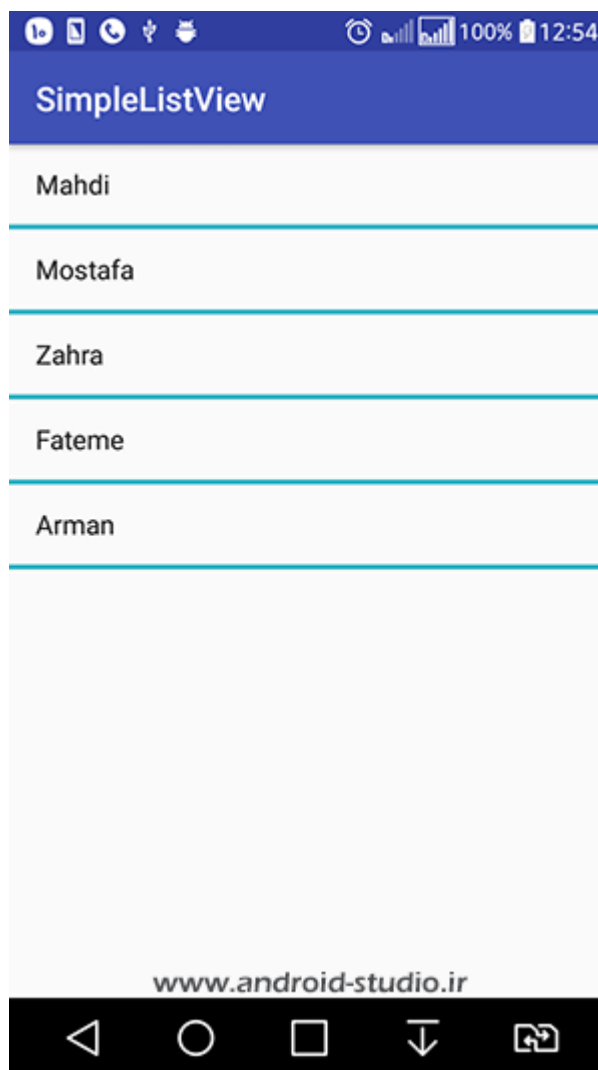 100% 12:54
SimpleListView
Mahdi
Mostafa
Zahra
Fateme
Arman
www.android-studio.ir